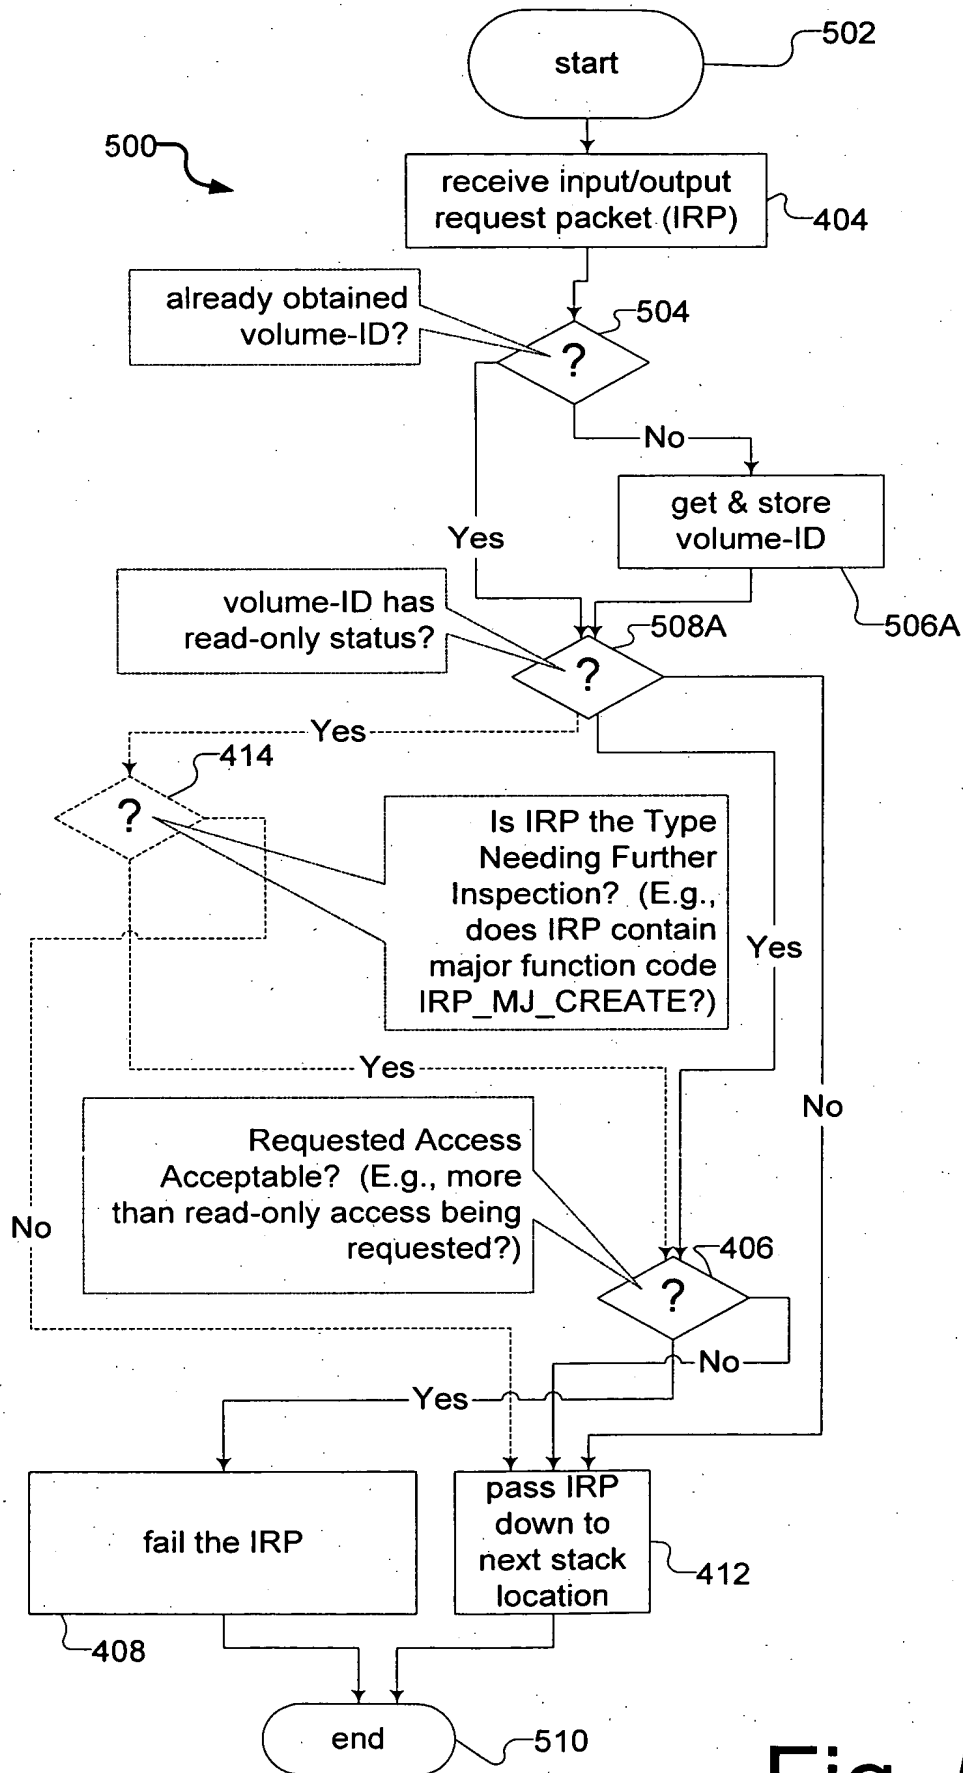 start
502
500
receive input/output
request packet (IRP)
404
already obtained
volume-ID?
504
?
No
get & store
volume-ID
Yes
506A
volume-ID has
read-only status?
508A
?
Yes
414
?
Is IRP the Type
Needing Further
Inspection? (E.g.,
does IRP contain
major function code
IRP_MJ_CREATE?)
Yes
Yes
No
Requested Access
Acceptable? (E.g., more
than read-only access being
requested?)
No
406
?
No
Yes
fail the IRP
pass IRP
down to
next stack
location
412
408
end
510
Fig.